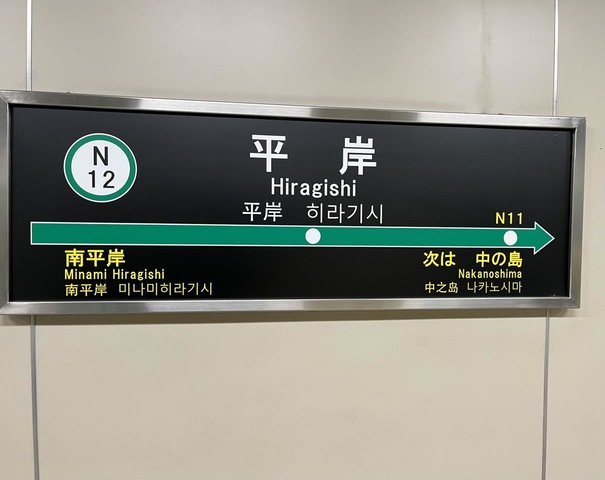 N
12
平岸
Hiragishi
平岸 히라기시
N11
南平岸
Minami Hiragishi
南平岸 미나미히라기시
次は 中の島
Nakanoshima
中之島 나카노시마